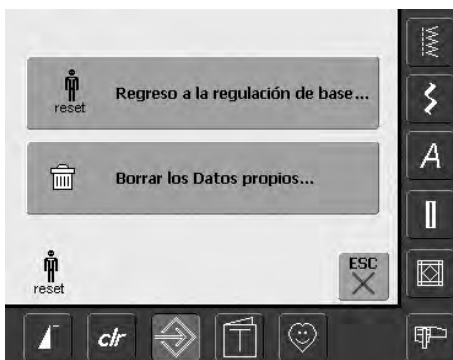 reset
Regreso a la regulación de base...
Borrar los Datos propios...
reset
ESC
A
clr
T